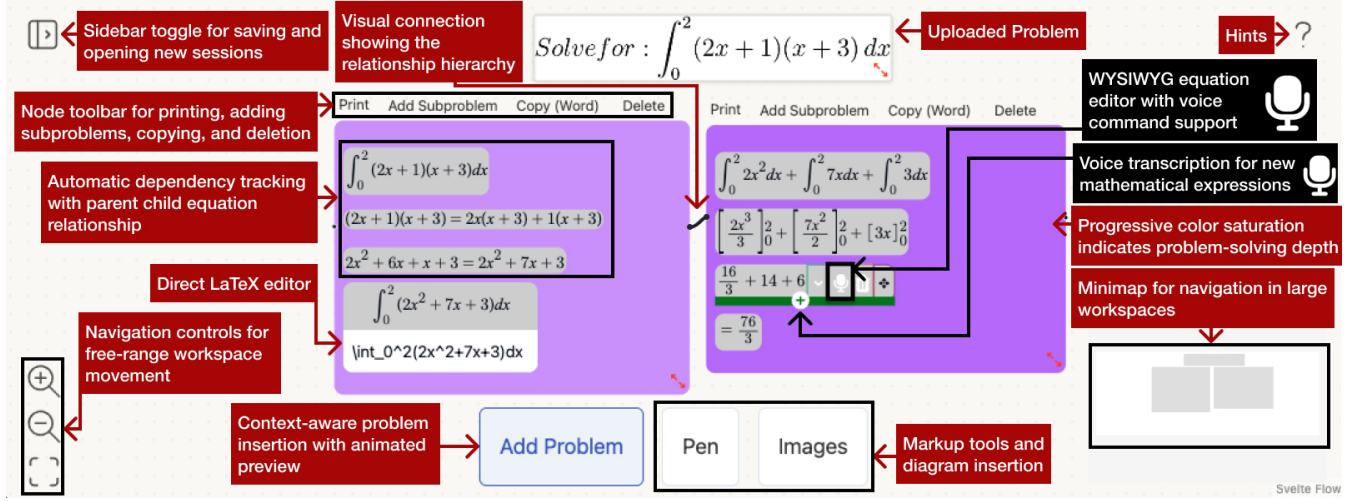 Sidebar toggle for saving and
opening new sessions
Visual connection
showing the
relationship hierarchy
Solvefor : ∫_0^2 (2x + 1)(x + 3) dx
Uploaded Problem
Hints
?
WYSIWYG equation
editor with voice
command support
Node toolbar for printing, adding
subproblems, copying, and deletion
Print Add Subproblem Copy (Word) Delete
Print Add Subproblem Copy (Word) Delete
Voice transcription for new
mathematical expressions
Automatic dependency tracking
with parent child equation
relationship
∫_0^2 (2x + 1)(x + 3)dx
(2x + 1)(x + 3) = 2x(x + 3) + 1(x + 3)
2x^2 + 6x + x + 3 = 2x^2 + 7x + 3
∫_0^2 (2x^2 + 7x + 3)dx
\int_0^2(2x^2+7x+3)dx
∫_0^2 2x^2dx + ∫_0^2 7xdx + ∫_0^2 3dx
[2x^3/3]_0^2 + [7x^2/2]_0^2 + [3x]_0^2
16/3 + 14 + 6
= 76/3
Progressive color saturation
indicates problem-solving depth
Direct LaTeX editor
Minimap for navigation in large
workspaces
Navigation controls for
free-range workspace
movement
Context-aware problem
insertion with animated
preview
Add Problem
Pen
Images
Markup tools and
diagram insertion
Svelte Flow